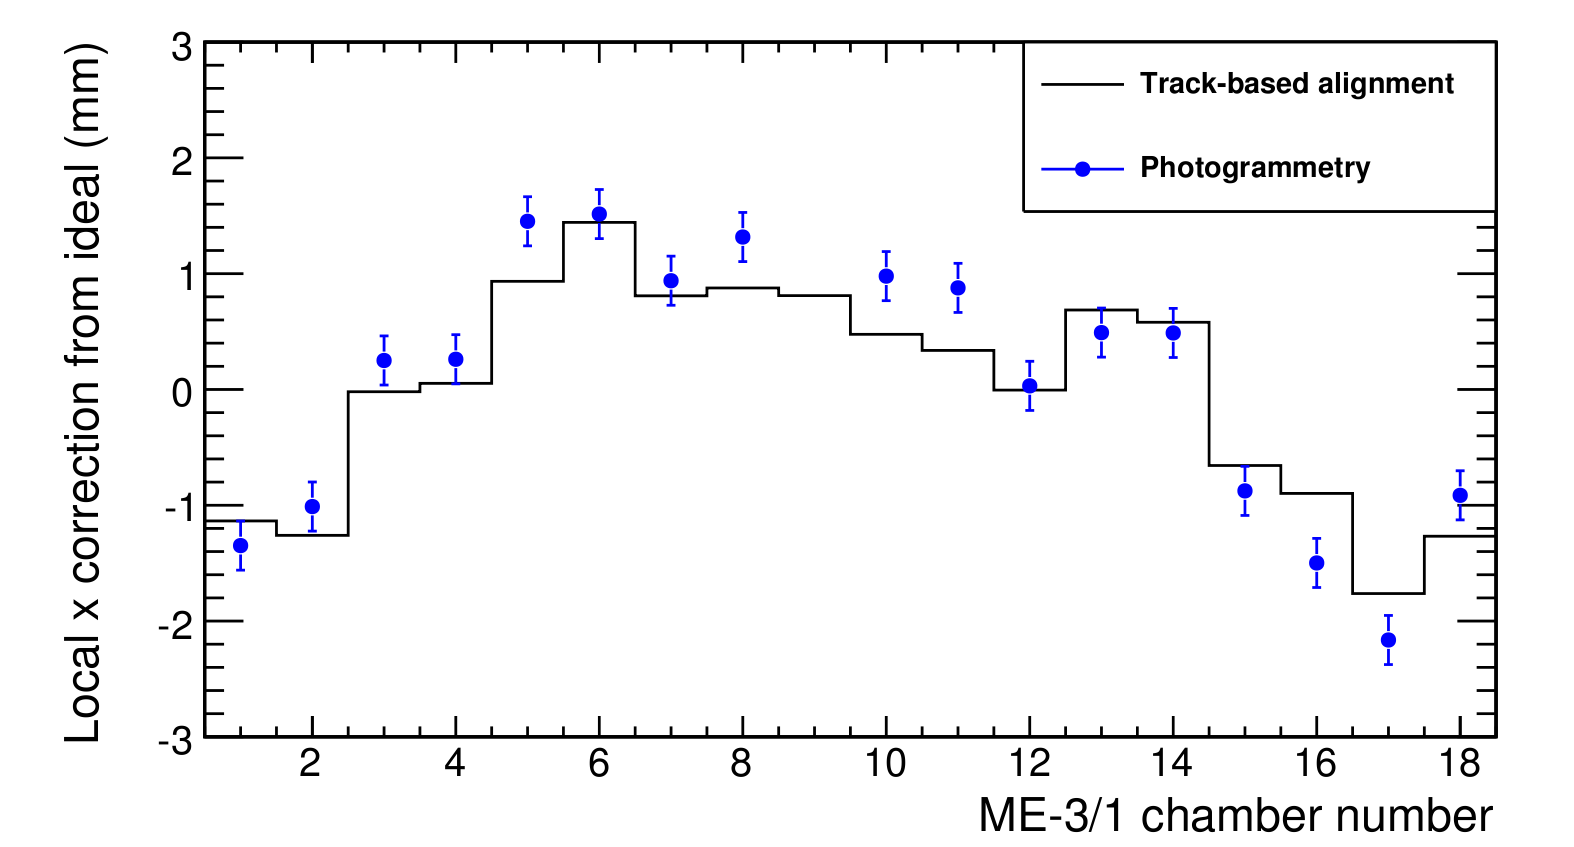 Local x correction from ideal (mm)
3
2
1
0
-1
-2
-3
Track-based alignment
Photogrammetry
2 4 6 8 10 12 14 16 18
ME-3/1 chamber number